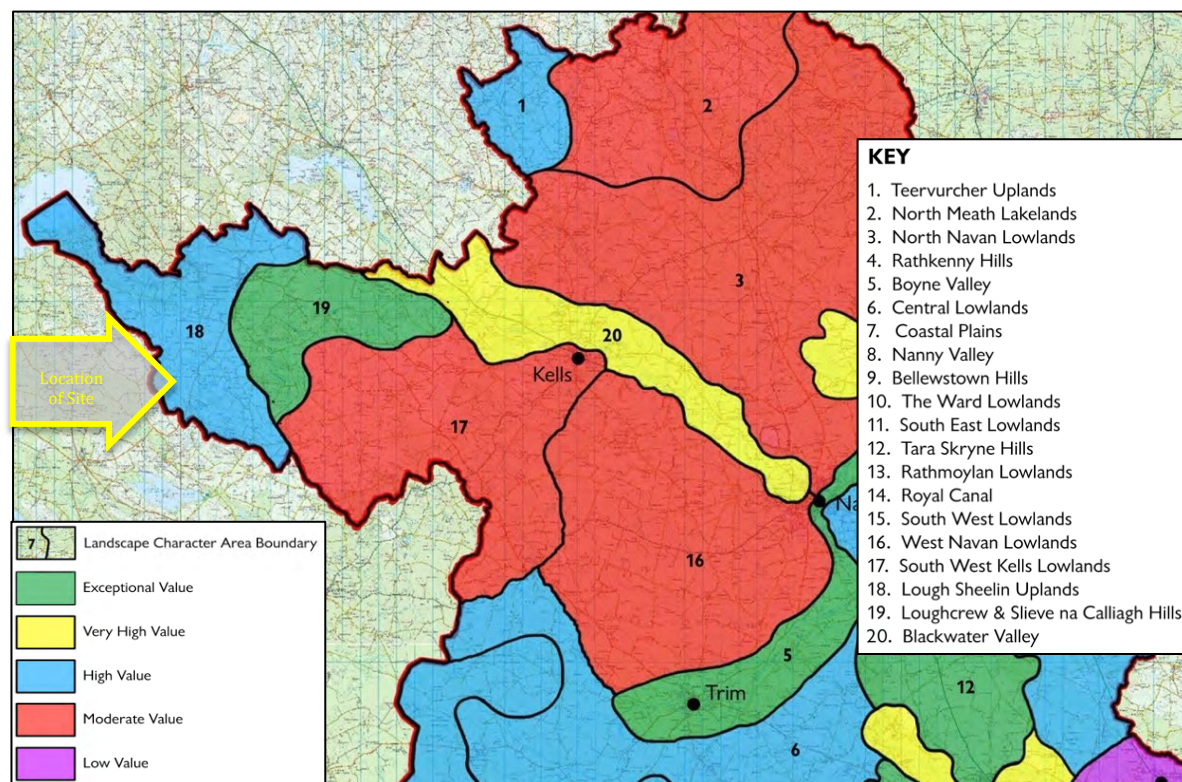 1
2
3
18
19
20
Kells
17
16
5
Trim
12
6
Na
Location
of Site
KEY
1. Teervurcher Uplands
2. North Meath Lakelands
3. North Navan Lowlands
4. Rathkenny Hills
5. Boyne Valley
6. Central Lowlands
7. Coastal Plains
8. Nanny Valley
9. Bellewstown Hills
10. The Ward Lowlands
11. South East Lowlands
12. Tara Skryne Hills
13. Rathmoylan Lowlands
14. Royal Canal
15. South West Lowlands
16. West Navan Lowlands
17. South West Kells Lowlands
18. Lough Sheelin Uplands
19. Loughcrew & Slieve na Calliagh Hills
20. Blackwater Valley
7 Landscape Character Area Boundary
Exceptional Value
Very High Value
High Value
Moderate Value
Low Value